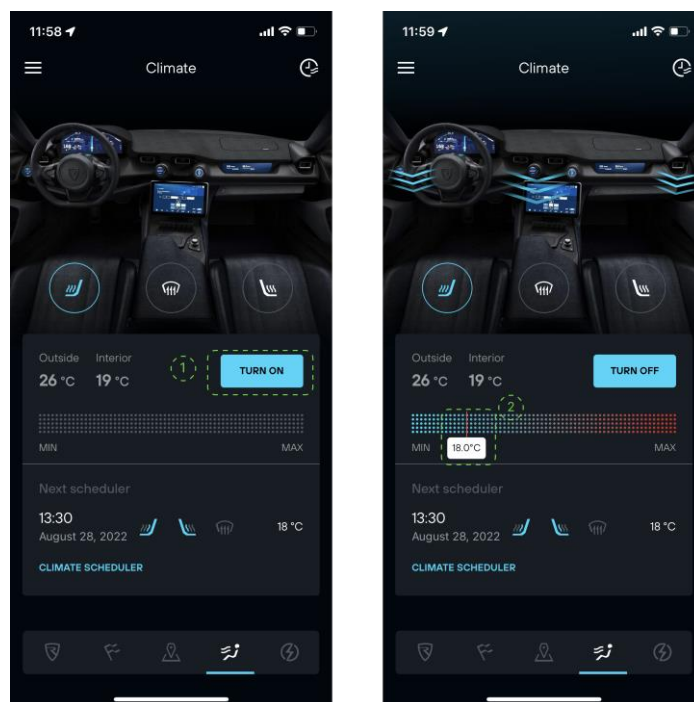 11:58
Climate
Outside Interior
26 °C 19 °C
1
TURN ON
MIN MAX
Next scheduler
13:30
August 28, 2022
18 °C
CLIMATE SCHEDULER
11:59
Climate
Outside Interior
26 °C 19 °C
TURN OFF
2
MIN 18.0°C MAX
Next scheduler
13:30
August 28, 2022
18 °C
CLIMATE SCHEDULER